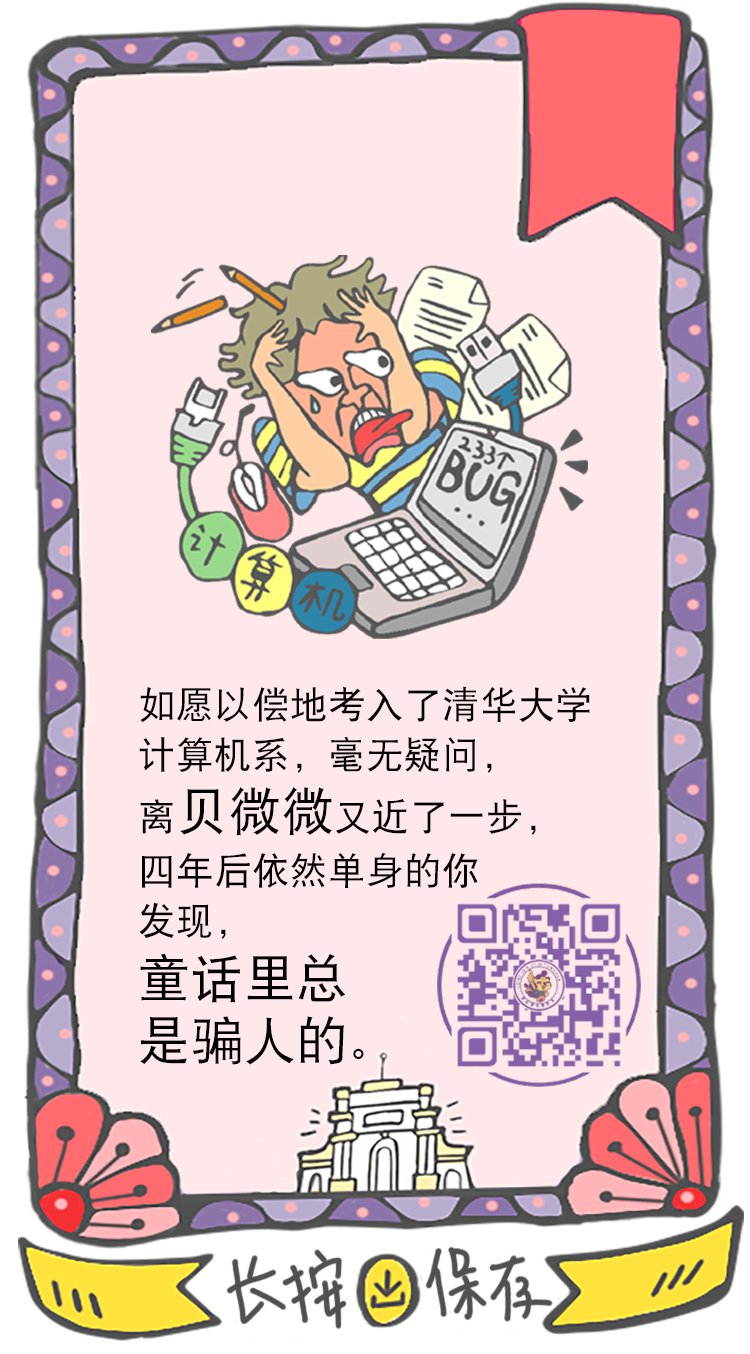 233个
BUG
...
计算机
如愿以偿地考入了清华大学
计算机系，毫无疑问，
离贝微微又近了一步，
四年后依然单身的你
发现，
童话里总
是骗人的。
长按保存